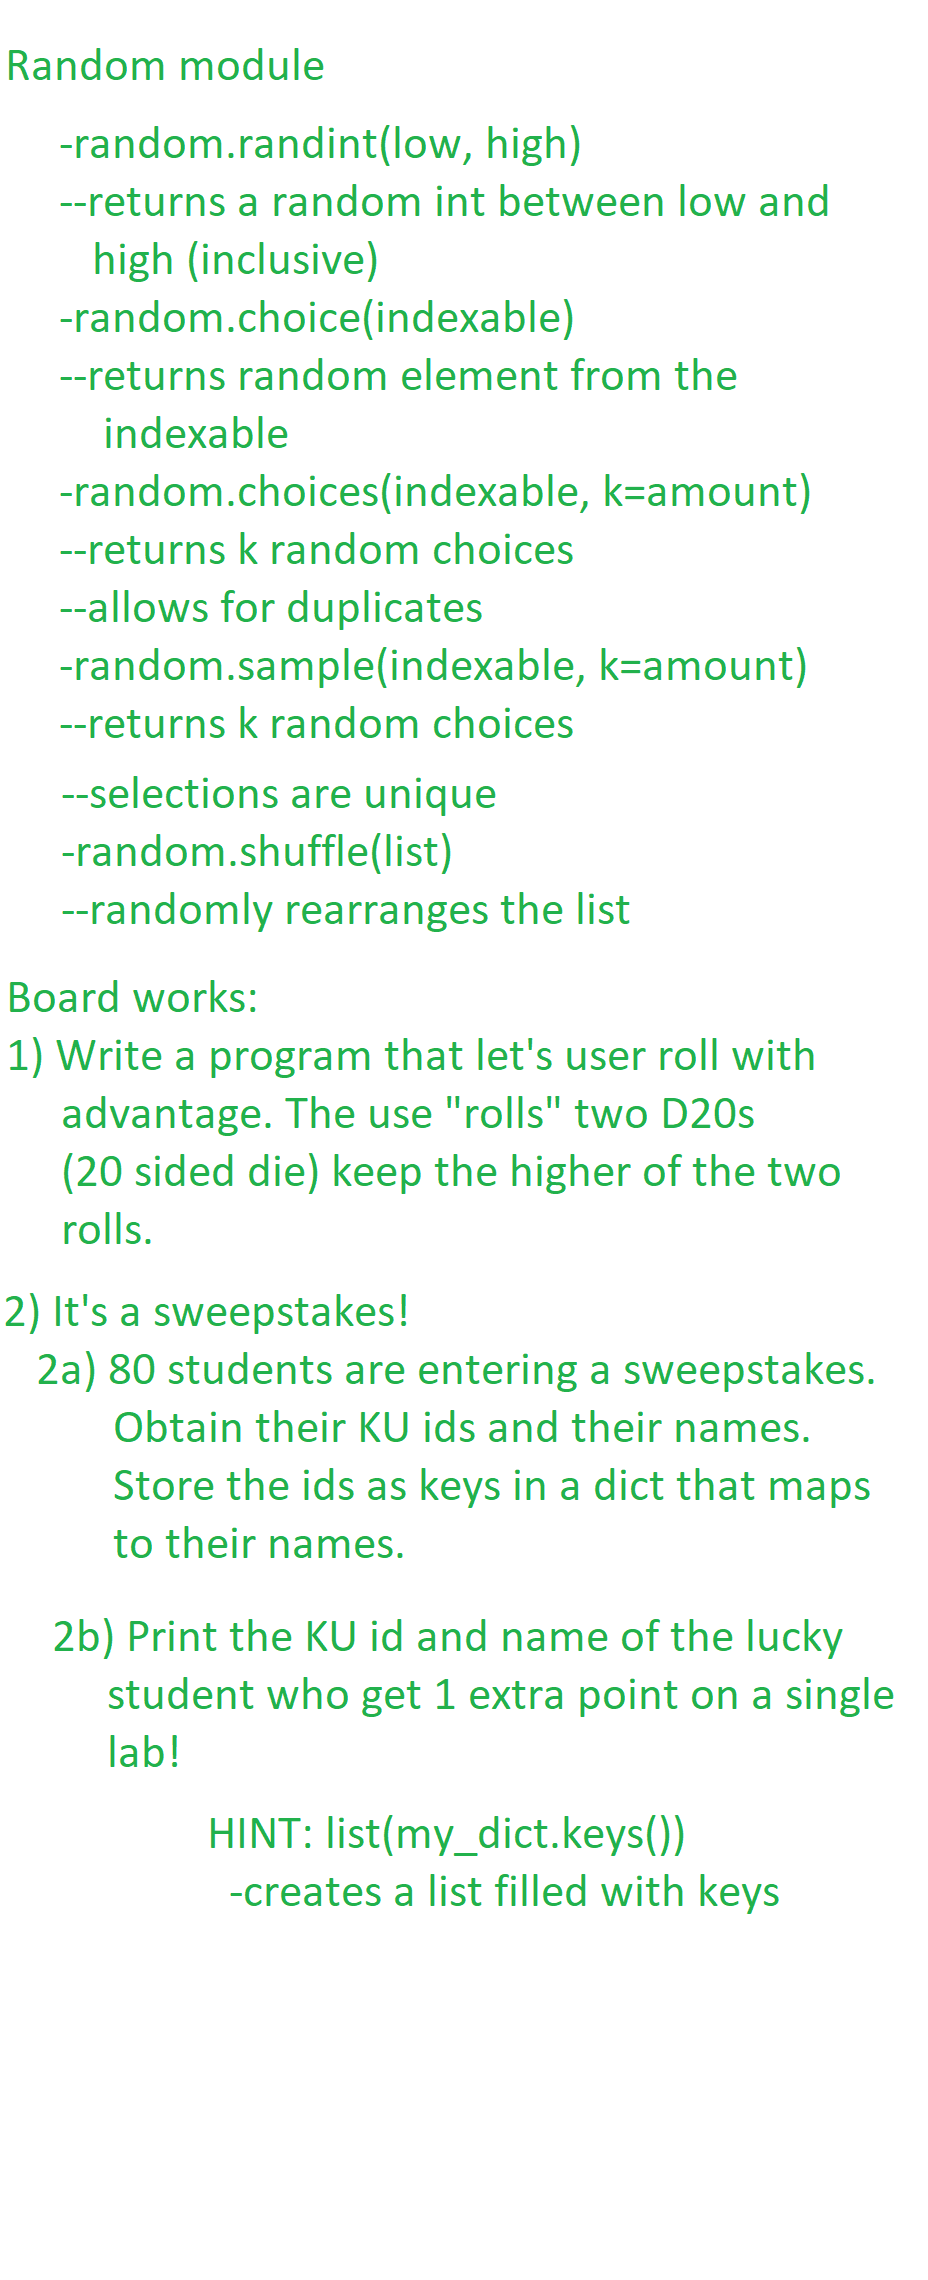 Random module
-random.randint(low, high)
--returns a random int between low and
high (inclusive)
-random.choice(indexable)
--returns random element from the
indexable
-random.choices(indexable, k=amount)
--returns k random choices
--allows for duplicates
-random.sample(indexable, k=amount)
--returns k random choices
--selections are unique
-random.shuffle(list)
--randomly rearranges the list
Board works:
1) Write a program that let's user roll with
advantage. The use "rolls" two D20s
(20 sided die) keep the higher of the two
rolls.
2) It's a sweepstakes!
2a) 80 students are entering a sweepstakes.
Obtain their KU ids and their names.
Store the ids as keys in a dict that maps
to their names.
2b) Print the KU id and name of the lucky
student who get 1 extra point on a single
lab!
HINT: list(my_dict.keys())
-creates a list filled with keys